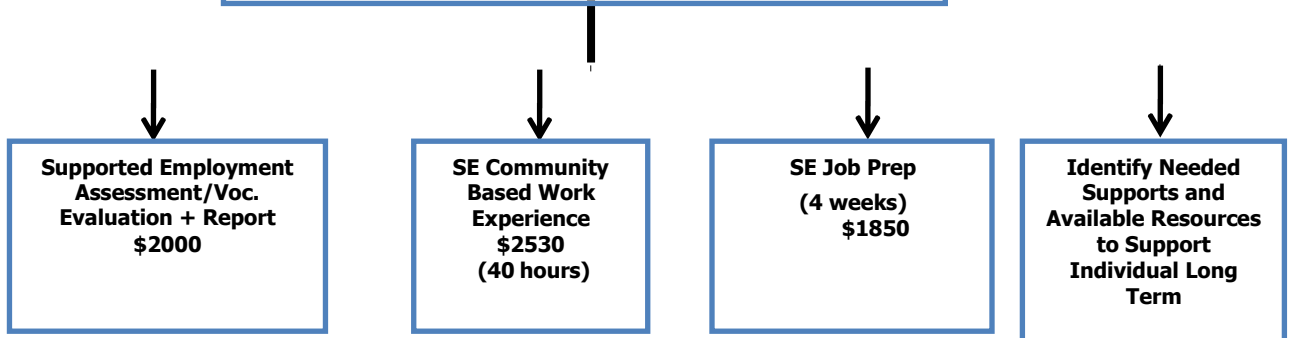 Supported Employment
Assessment/Voc.
Evaluation + Report
$2000
SE Community
Based Work
Experience
$2530
(40 hours)
SE Job Prep
(4 weeks)
$1850
Identify Needed
Supports and
Available Resources
to Support
Individual Long
Term